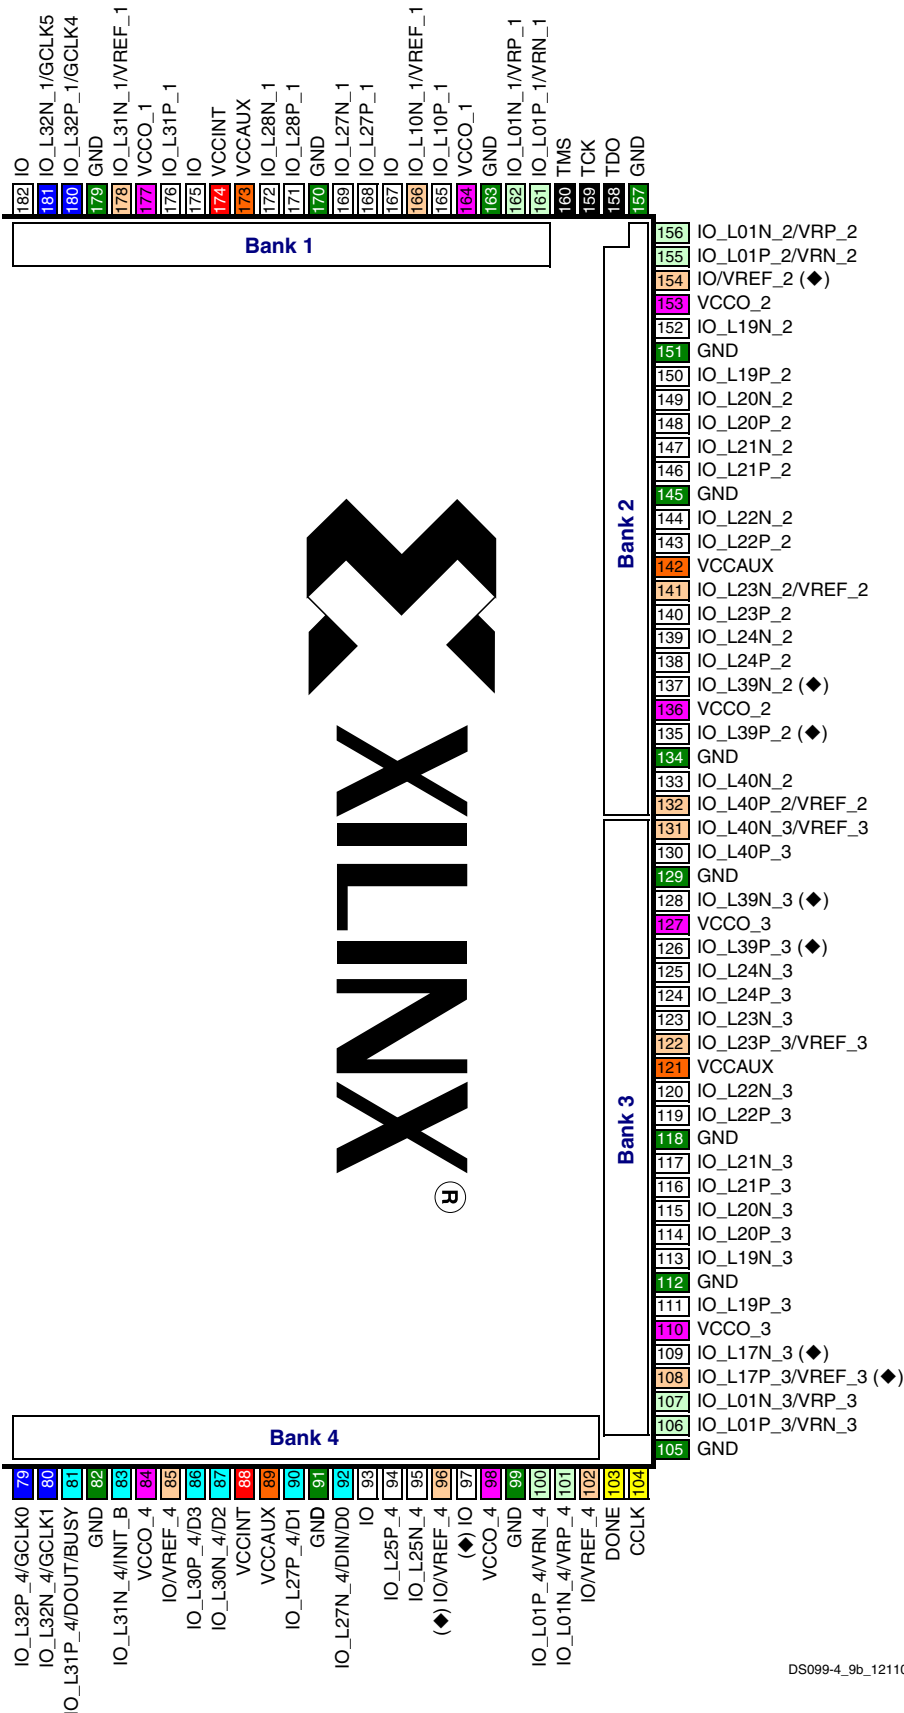 182 IO
181 IO_L32N_1/GCLK5
180 IO_L32P_1/GCLK4
179 GND
178 IO_L31N_1/VREF_1
177 VCCO_1
176 IO_L31P_1
175 IO
174 VCCINT
173 VCCAUX
172 IO_L28N_1
171 IO_L28P_1
170 GND
169 IO_L27N_1
168 IO_L27P_1
167 IO
166 IO_L10N_1/VREF_1
165 IO_L10P_1
164 VCCO_1
163 GND
162 IO_L01N_1/VRP_1
161 IO_L01P_1/VRN_1
160 TMS
159 TCK
158 TDO
157 GND
Bank 1
156 IO_L01N_2/VRP_2
155 IO_L01P_2/VRN_2
154 IO/VREF_2 (◆)
153 VCCO_2
152 IO_L19N_2
151 GND
150 IO_L19P_2
149 IO_L20N_2
148 IO_L20P_2
147 IO_L21N_2
146 IO_L21P_2
145 GND
144 IO_L22N_2
143 IO_L22P_2
142 VCCAUX
141 IO_L23N_2/VREF_2
140 IO_L23P_2
139 IO_L24N_2
138 IO_L24P_2
137 IO_L39N_2 (◆)
136 VCCO_2
135 IO_L39P_2 (◆)
134 GND
133 IO_L40N_2
132 IO_L40P_2/VREF_2
Bank 2
131 IO_L40N_3/VREF_3
130 IO_L40P_3
129 GND
128 IO_L39N_3 (◆)
127 VCCO_3
126 IO_L39P_3 (◆)
125 IO_L24N_3
124 IO_L24P_3
123 IO_L23N_3
122 IO_L23P_3/VREF_3
121 VCCAUX
120 IO_L22N_3
119 IO_L22P_3
118 GND
117 IO_L21N_3
116 IO_L21P_3
115 IO_L20N_3
114 IO_L20P_3
113 IO_L19N_3
112 GND
111 IO_L19P_3
110 VCCO_3
109 IO_L17N_3 (◆)
108 IO_L17P_3/VREF_3 (◆)
107 IO_L01N_3/VRP_3
106 IO_L01P_3/VRN_3
105 GND
Bank 3
XILINX ®
Bank 4
79 IO_L32P_4/GCLK0
80 IO_L32N_4/GCLK1
81 IO_L31P_4/DOUT/BUSY
82 GND
83 IO_L31N_4/INIT_B
84 VCCO_4
85 IO/VREF_4
86 IO_L30P_4/D3
87 IO_L30N_4/D2
88 VCCINT
89 VCCAUX
90 IO_L27P_4/D1
91 GND
92 IO_L27N_4/DIN/D0
93 IO
94 IO_L25P_4
95 IO_L25N_4
96 (◆) IO/VREF_4
97 (◆) IO
98 VCCO_4
99 GND
100 IO_L01P_4/VRN_4
101 IO_L01N_4/VRP_4
102 IO/VREF_4
103 DONE
104 CCLK
DS099-4_9b_12110